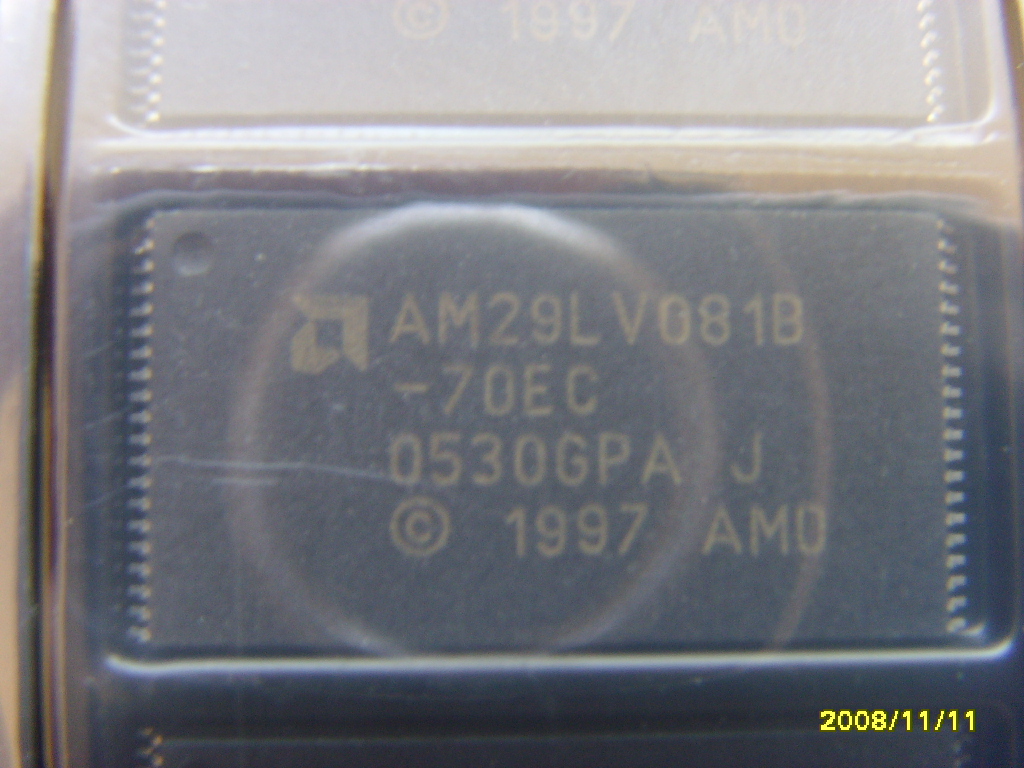 © 1997 AMD
AM29LV081B
-70EC
0530GPA J
© 1997 AMD
2008/11/11